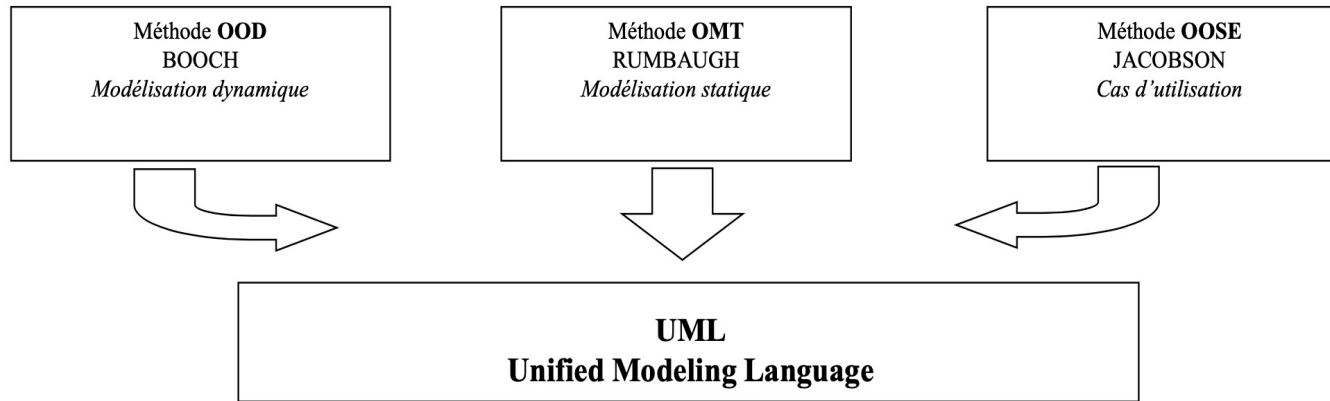 Méthode OOD
BOOCH
Modélisation dynamique
Méthode OMT
RUMBAUGH
Modélisation statique
Méthode OOSE
JACOBSON
Cas d’utilisation
UML
Unified Modeling Language